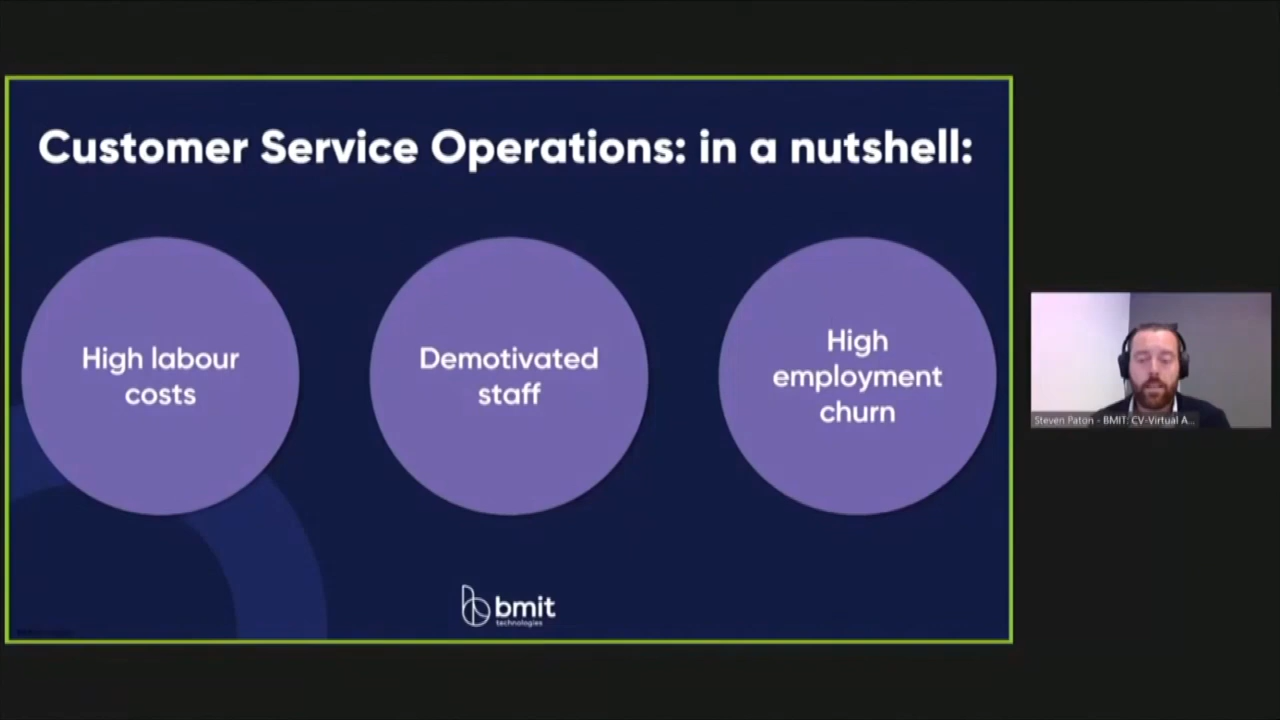 Customer Service Operations: in a nutshell:
High labour
costs
Demotivated
staff
High
employment
churn
bmit
technologies
Steven Paton - BMIT: CV-Virtual A...